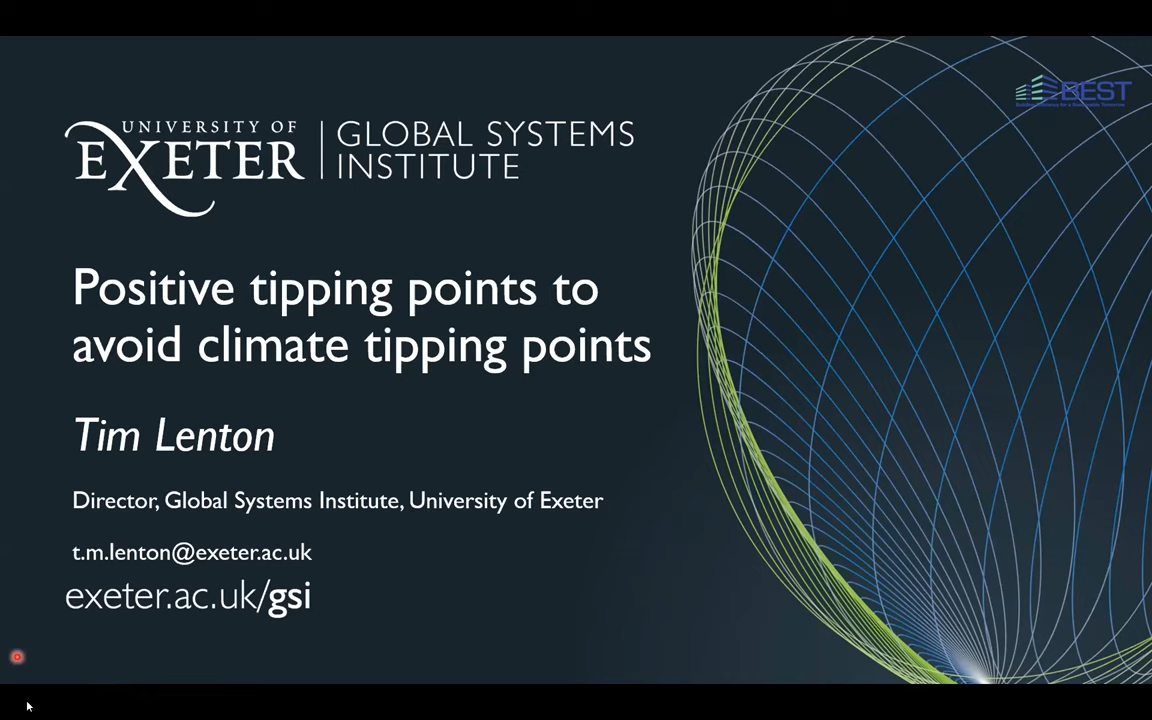 BEST
UNIVERSITY OF
EXETER
GLOBAL SYSTEMS
INSTITUTE
Positive tipping points to
avoid climate tipping points
Tim Lenton
Director, Global Systems Institute, University of Exeter
t.m.lenton@exeter.ac.uk
exeter.ac.uk/gsi